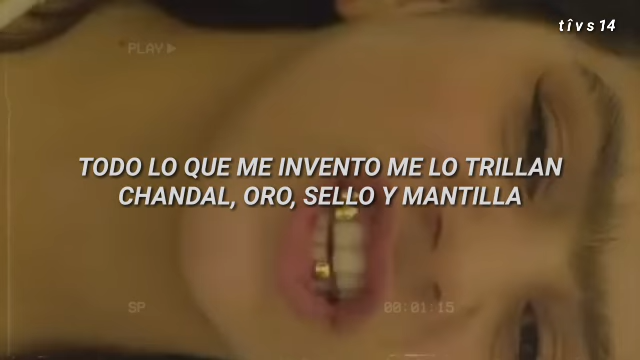 tîvs14
PLAY
TODO LO QUE ME INVENTO ME LO TRILLAN
CHANDAL, ORO, SELLO Y MANTILLA
SP
00:01:15